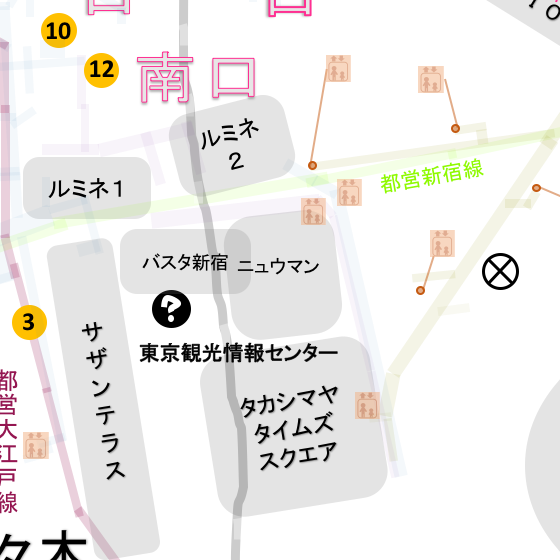 10
12
南口
ルミネ
2
ルミネ1
都営新宿線
バスタ新宿
ニュウマン
?
3
東京観光情報センター
サザンテラス
タカシマヤ
タイムズ
スクエア
都営大江戸線